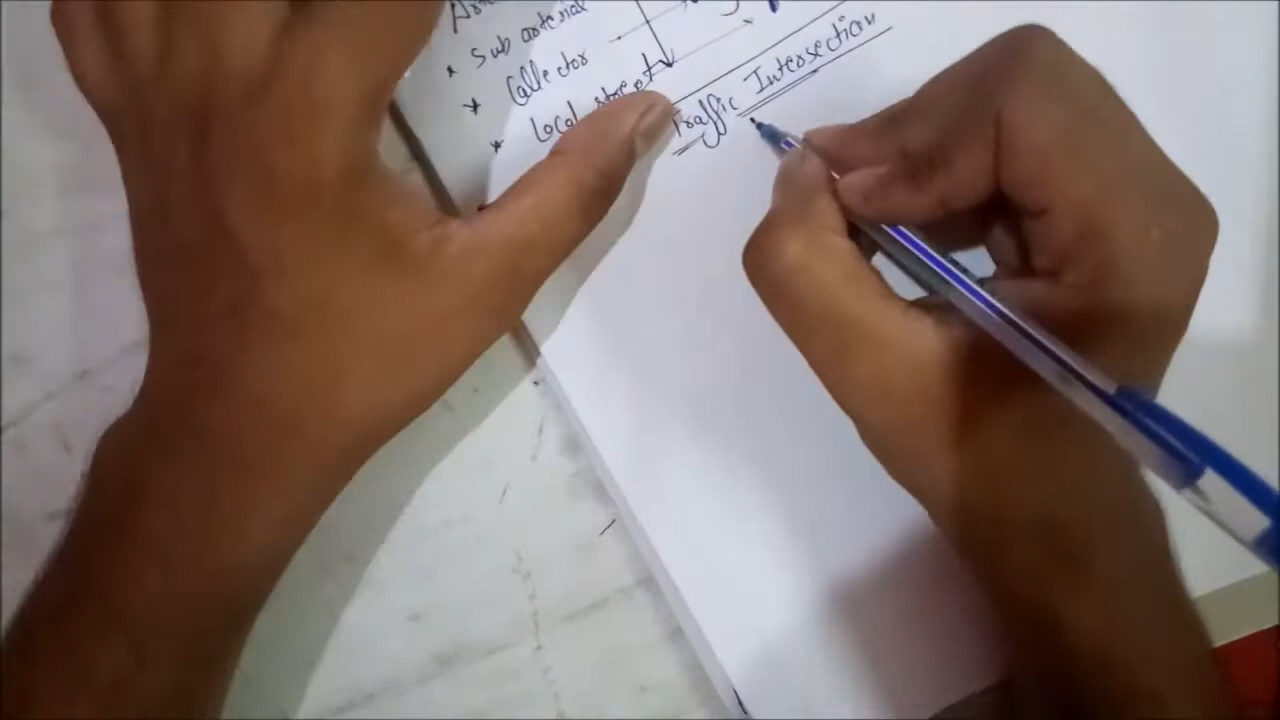 * Sub arterial
* Collector
* Local street
Traffic Intersection